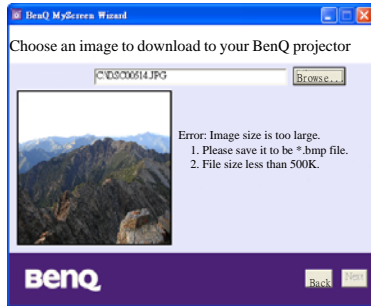 BenQ MyScreen Wizard
Choose an image to download to your BenQ projector
C:\DSC00514.JPG
Browse...
Error: Image size is too large.
1. Please save it to be *.bmp file.
2. File size less than 500K.
BenQ
Back
Next